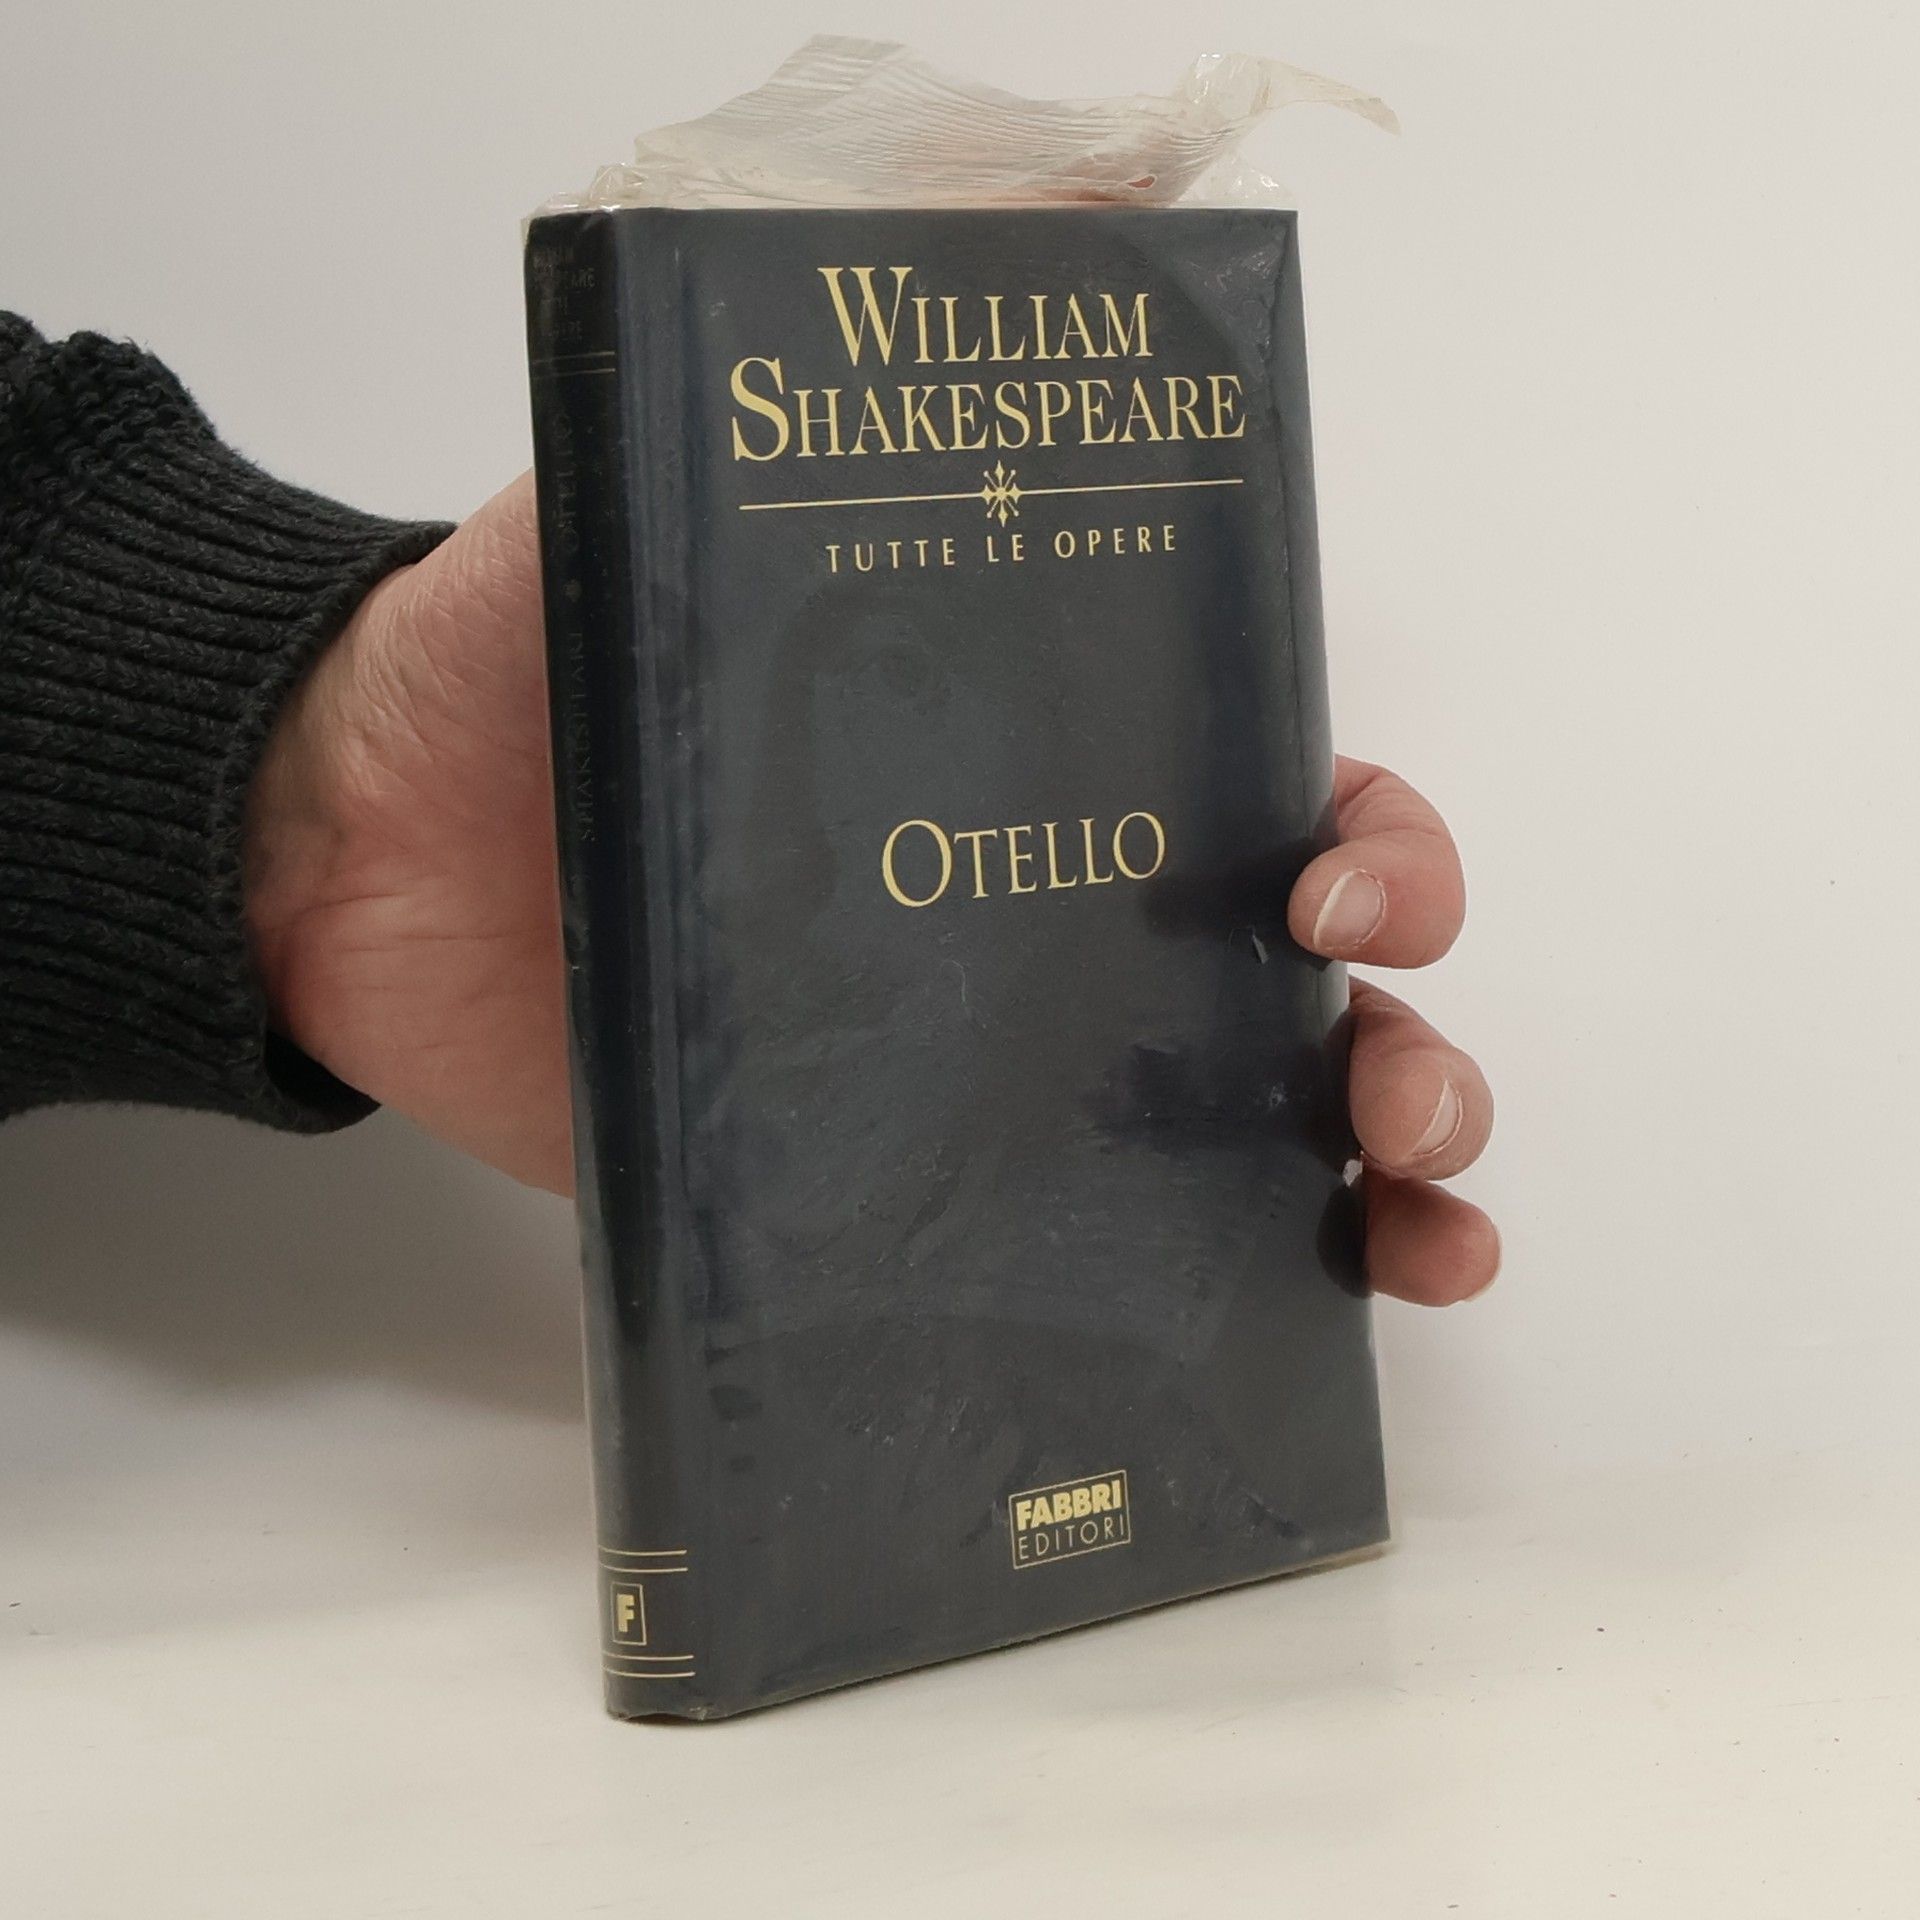 WILLIAM
SHAKESPEARE
TUTTE LE OPERE
OTELLO
FABBRI
EDITORI
SHAKESPEARE OTELLO
F